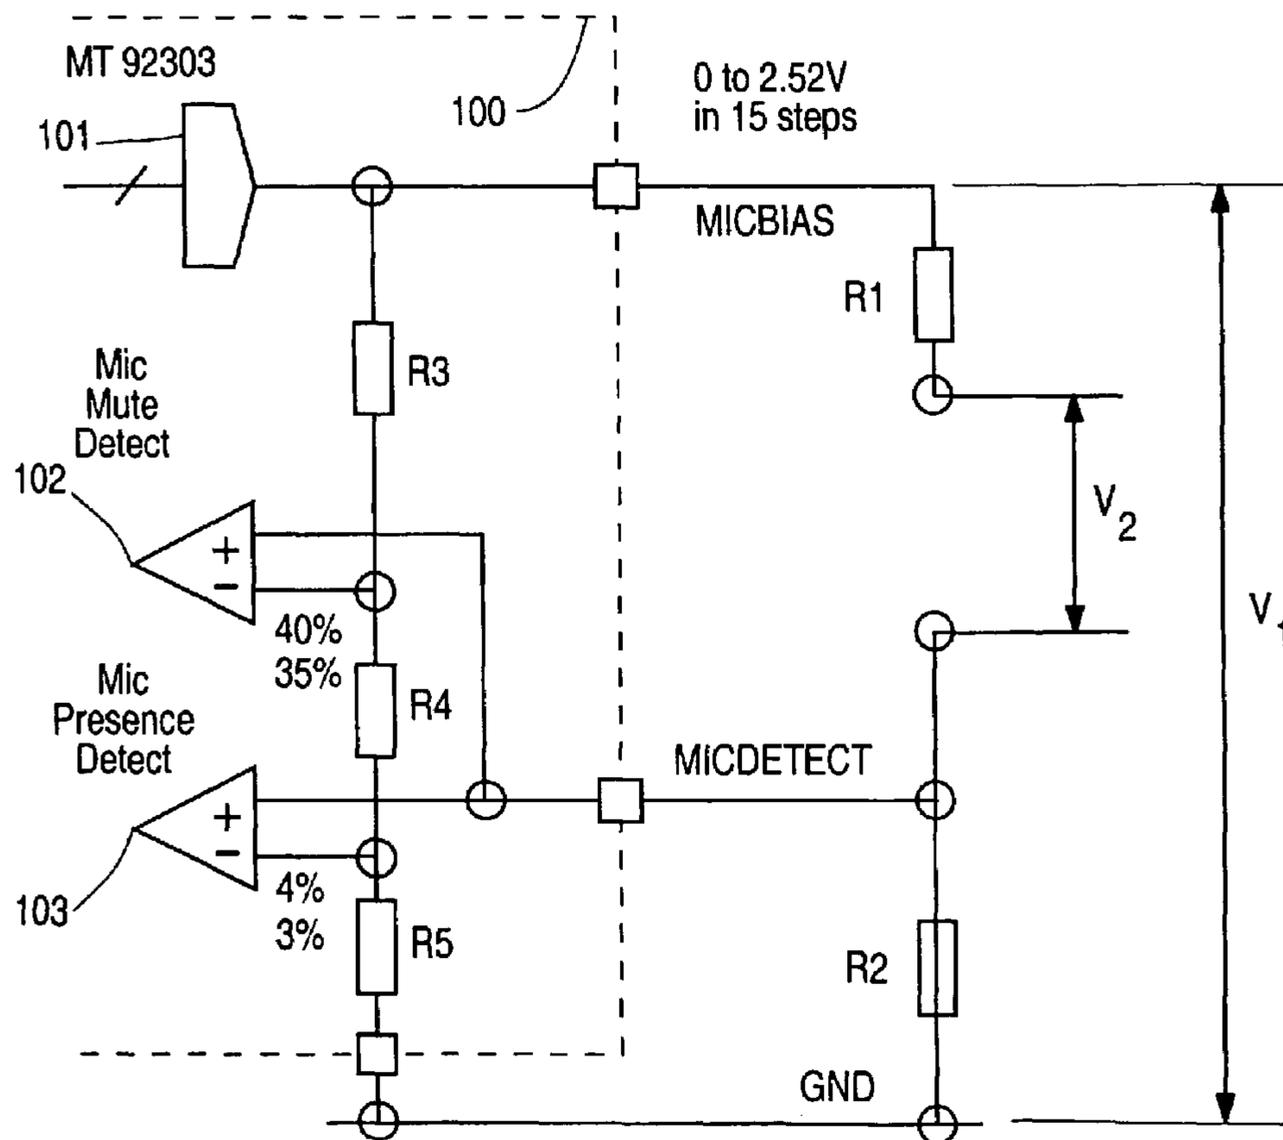 MT 92303
100
0 to 2.52V
in 15 steps
101
MICBIAS
R1
R3
Mic
Mute
Detect
102
+
−
V2
40%
35%
V1
R4
Mic
Presence
Detect
MICDETECT
+
−
4%
3%
103
R5
R2
GND